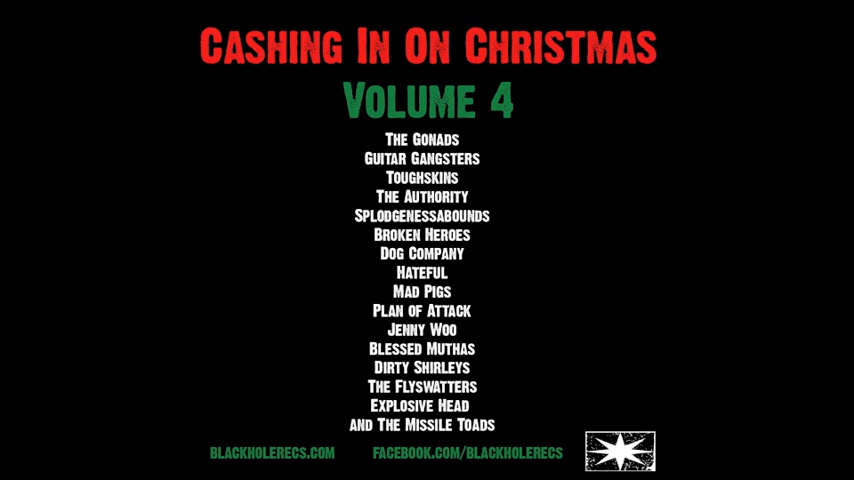 Cashing In On Christmas
Volume 4
The Gonads
Guitar Gangsters
Toughskins
The Authority
Splodgenessabounds
Broken Heroes
Dog Company
Hateful
Mad Pigs
Plan of Attack
Jenny Woo
Blessed Muthas
Dirty Shirleys
The Flyswatters
Explosive Head
and The Missile Toads
blackholerecs.com facebook.com/blackholerecs